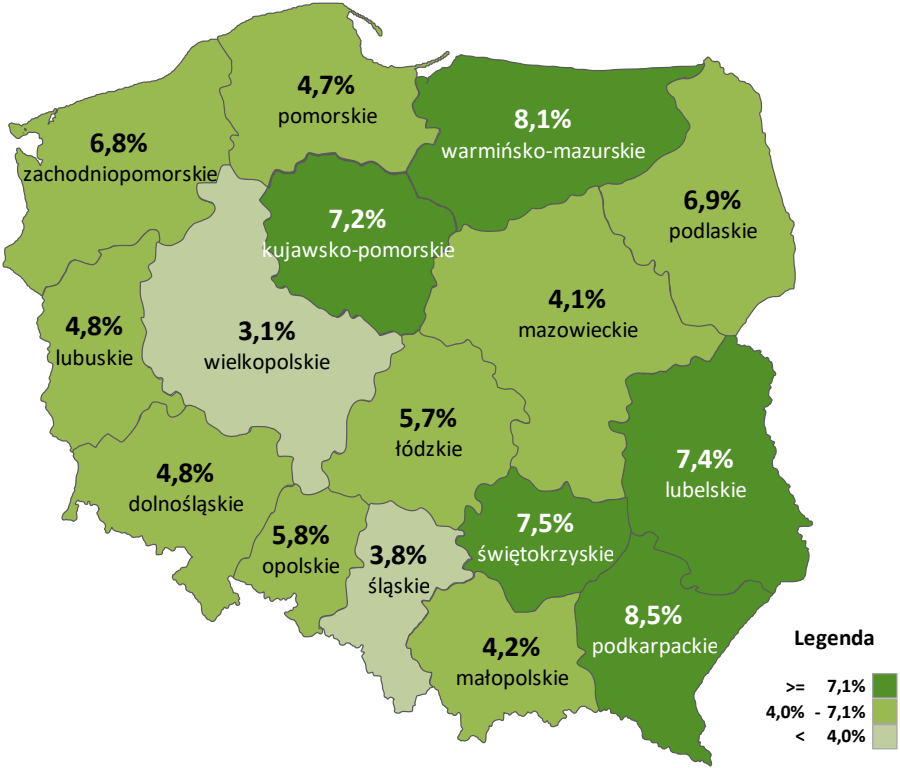 4,7%
pomorskie
8,1%
warmińsko-mazurskie
6,8%
zachodniopomorskie
6,9%
podlaskie
7,2%
kujawsko-pomorskie
4,1%
mazowieckie
4,8%
lubuskie
3,1%
wielkopolskie
5,7%
łódzkie
7,4%
lubelskie
4,8%
dolnośląskie
5,8%
opolskie
3,8%
śląskie
7,5%
świętokrzyskie
8,5%
podkarpackie
4,2%
małopolskie
Legenda
>= 7,1%
4,0% - 7,1%
< 4,0%